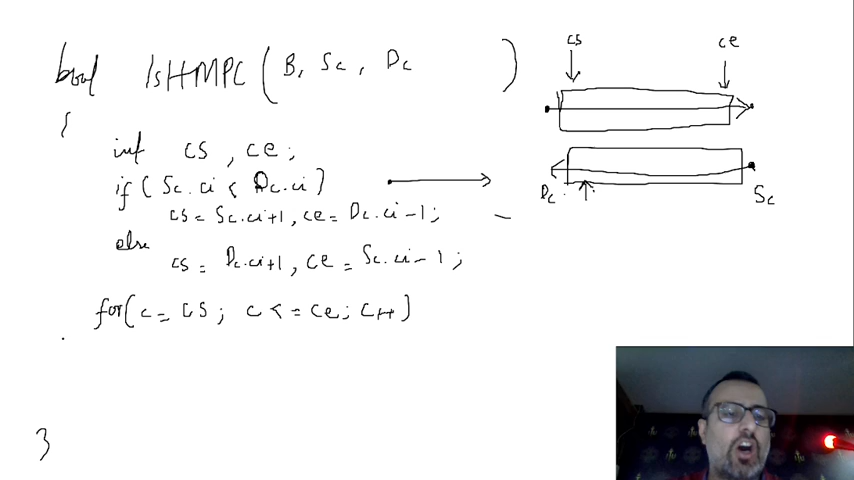 bool IsHMPC(B, Sc, Dc)
{
int cs, ce;
if(Sc.ci < Dc.ci)
cs = Sc.ci+1, ce = Dc.ci-1;
else
cs = Dc.ci+1, ce = Sc.ci-1;
for(c = cs; c <= ce; c++)
}
cs
ce
Dc
Sc